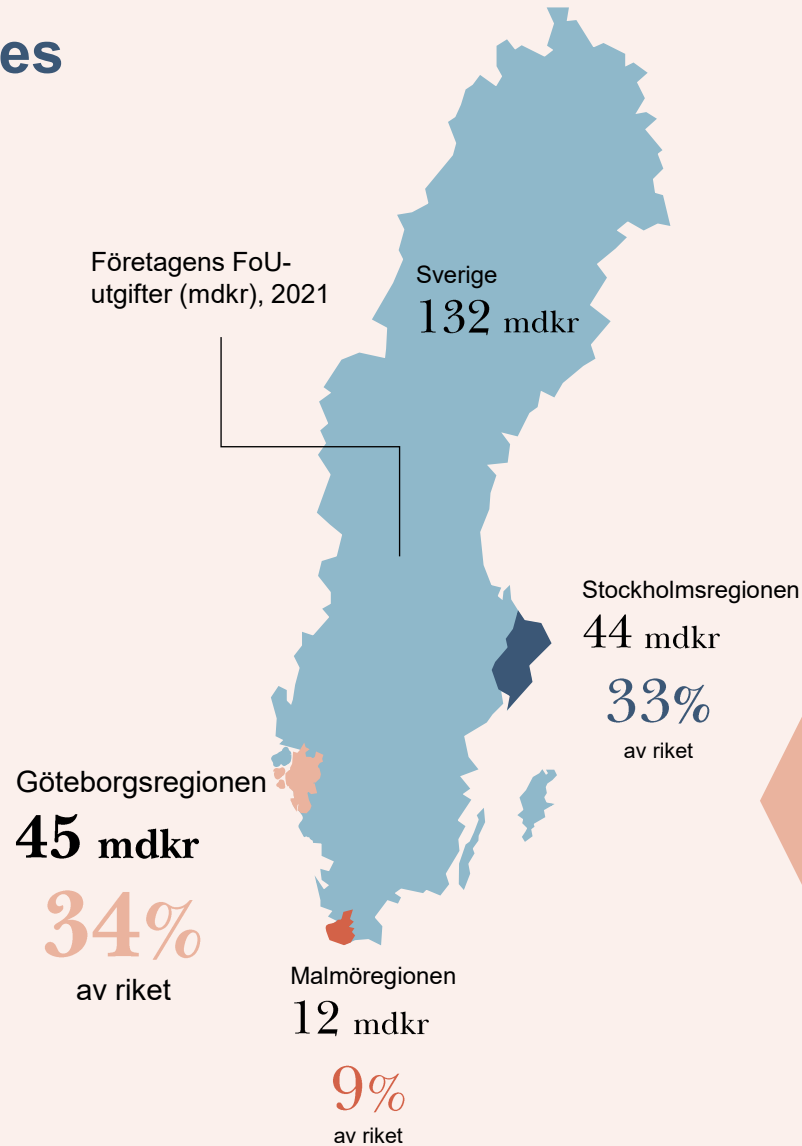 es
Företagens FoU-
utgifter (mdkr), 2021
Sverige
132 mdkr
Stockholmsregionen
44 mdkr
33%
av riket
Göteborgsregionen
45 mdkr
34%
av riket
Malmöregionen
12 mdkr
9%
av riket